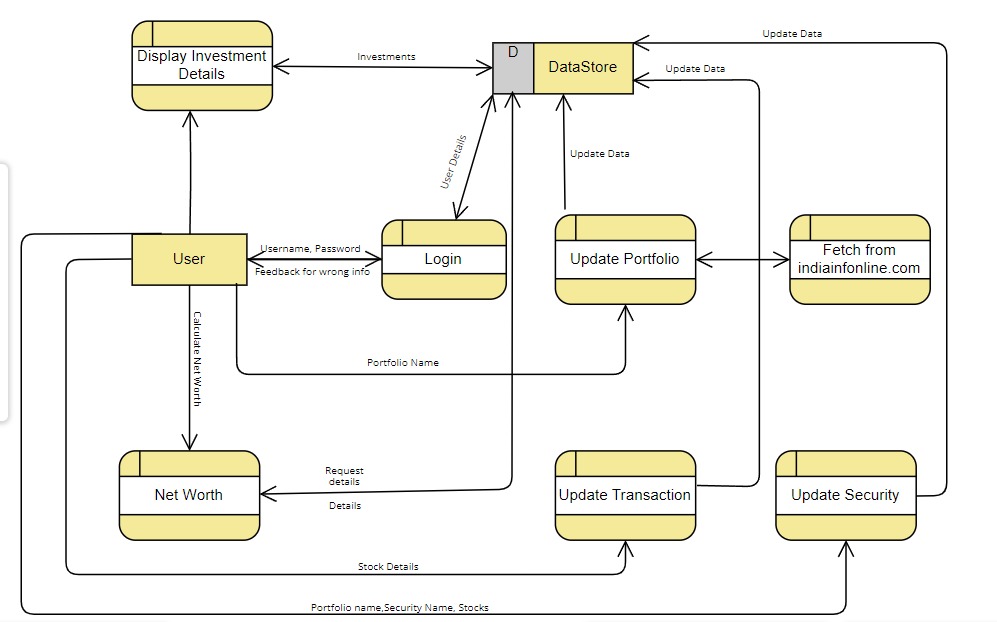 Update Data
D
Display Investment
Details
Investments
DataStore
Update Data
User Details
Update Data
User
Username, Password
Feedback for wrong info
Login
Update Portfolio
Fetch from
indiainfonline.com
Calculate Net Worth
Portfolio Name
Request
details
Net Worth
Details
Update Transaction
Update Security
Stock Details
Portfolio name,Security Name, Stocks